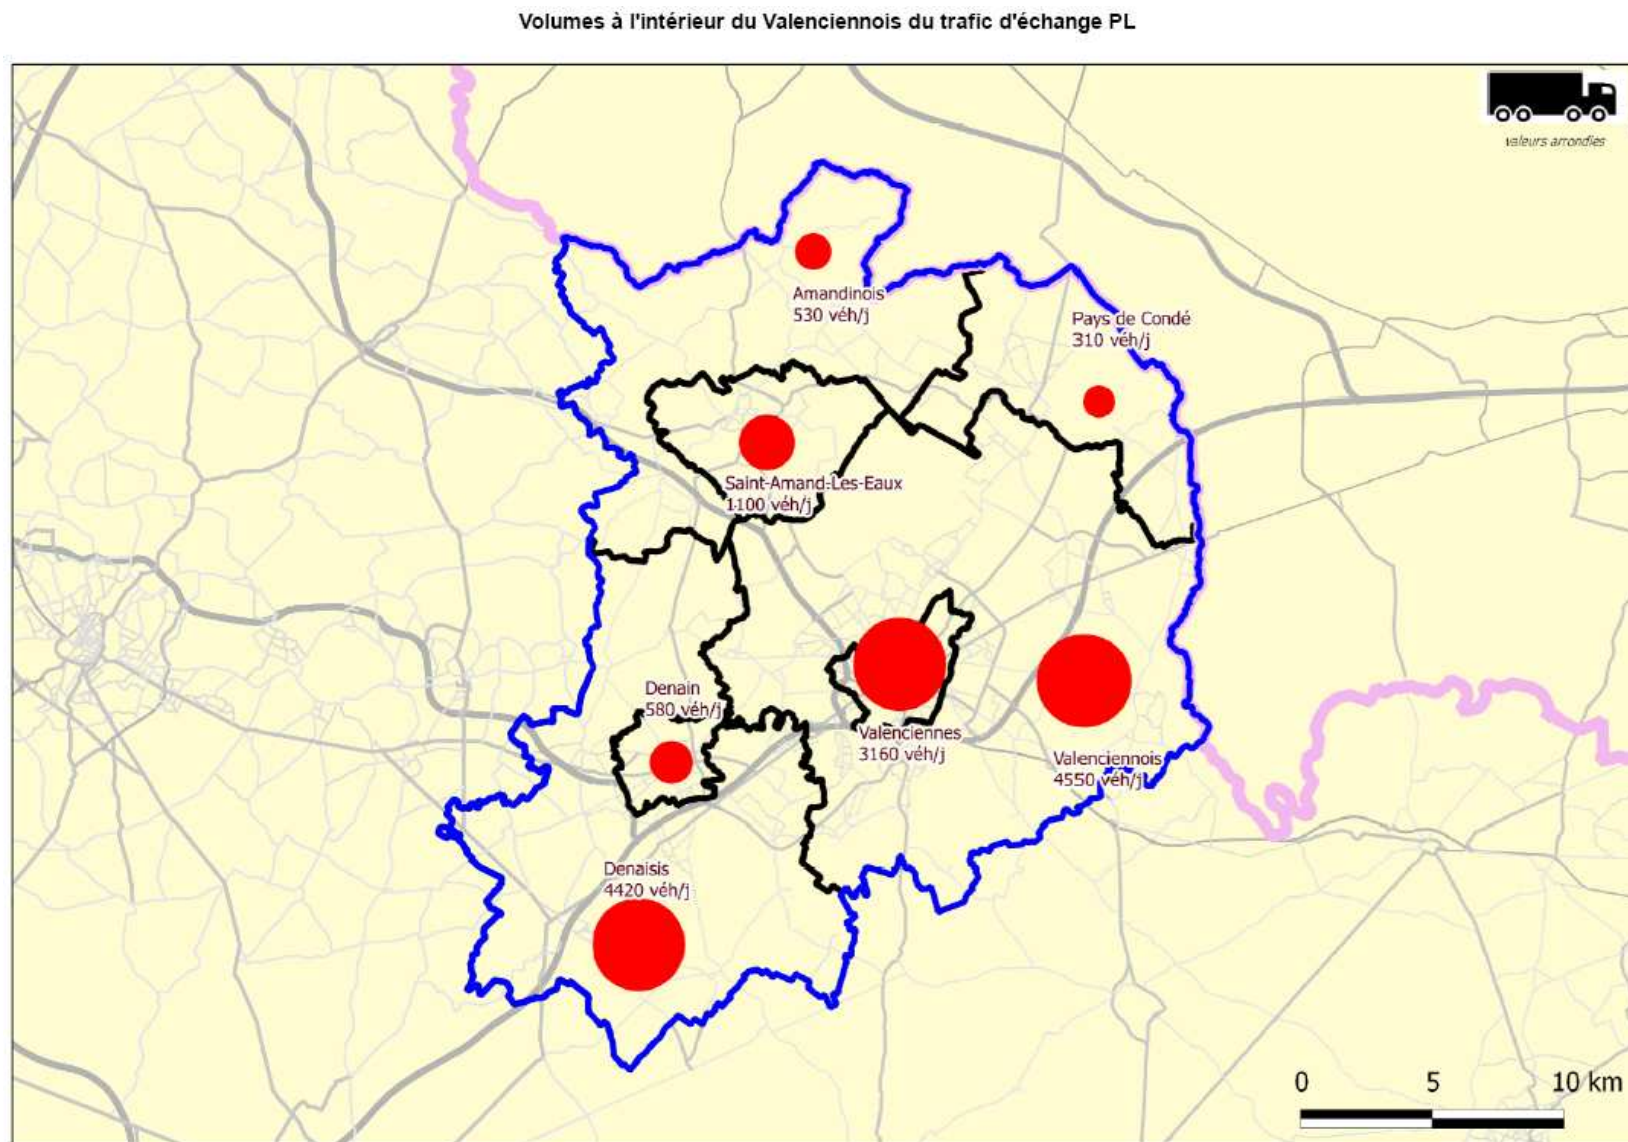 Volumes à l'intérieur du Valenciennois du trafic d'échange PL
valeurs arrondies
Amandinois
530 véh/j
Pays de Condé
310 véh/j
Saint-Amand-Les-Eaux
1100 véh/j
Denain
580 véh/j
Valenciennes
3160 véh/j
Valenciennois
4550 véh/j
Denaisis
4420 véh/j
0 5 10 km